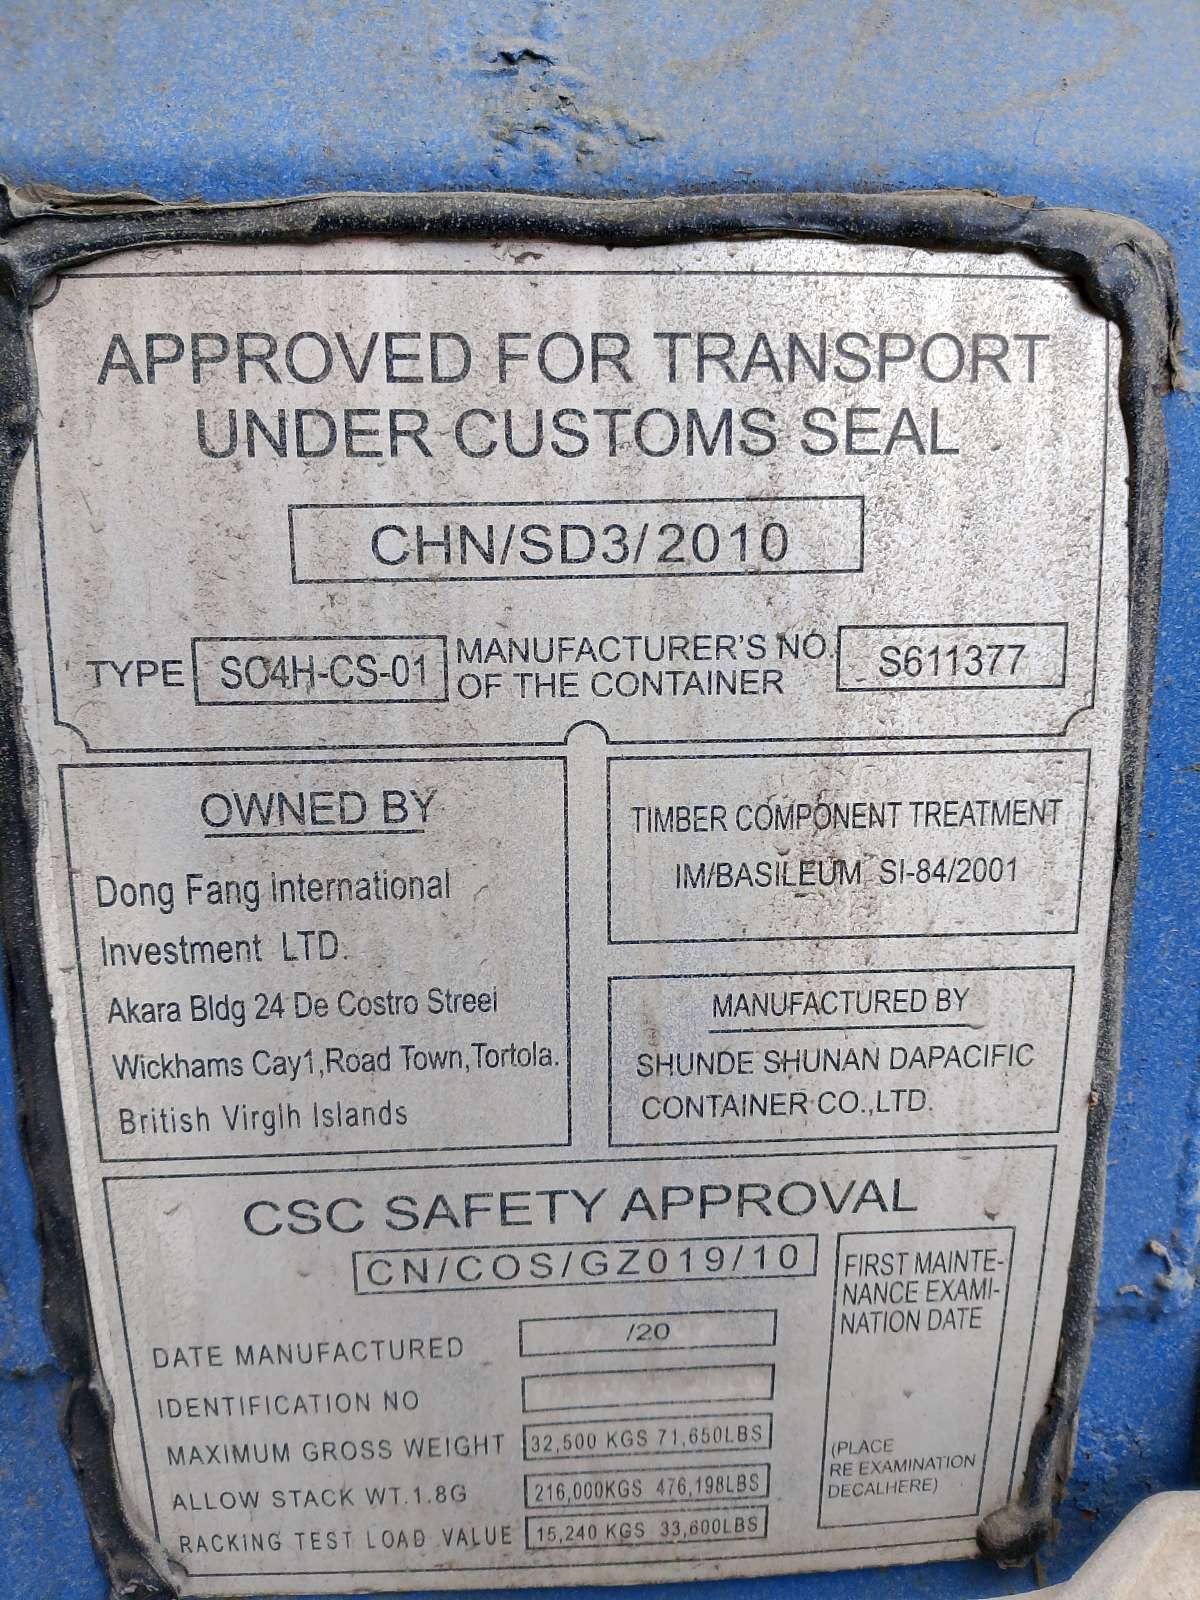 APPROVED FOR TRANSPORT
UNDER CUSTOMS SEAL
CHN/SD3/2010
TYPE SC4H-CS-01 MANUFACTURER'S NO. OF THE CONTAINER S611377
OWNED BY
Dong Fang international
Investment LTD.
Akara Bldg 24 De Costro Streei
Wickhams Cay1,Road Town,Tortola.
British Virglh Islands
TIMBER COMPONENT TREATMENT
IM/BASILEUM SI-84/2001
MANUFACTURED BY
SHUNDE SHUNAN DAPACIFIC
CONTAINER CO.,LTD.
CSC SAFETY APPROVAL
CN/COS/GZ019/10
DATE MANUFACTURED /20
IDENTIFICATION NO
MAXIMUM GROSS WEIGHT 32,500 KGS 71,650LBS
ALLOW STACK WT.1.8G 216,000KGS 476,198LBS
RACKING TEST LOAD VALUE 15,240 KGS 33,600LBS
FIRST MAINTE-
NANCE EXAMI-
NATION DATE
(PLACE
RE EXAMINATION
DECALHERE)